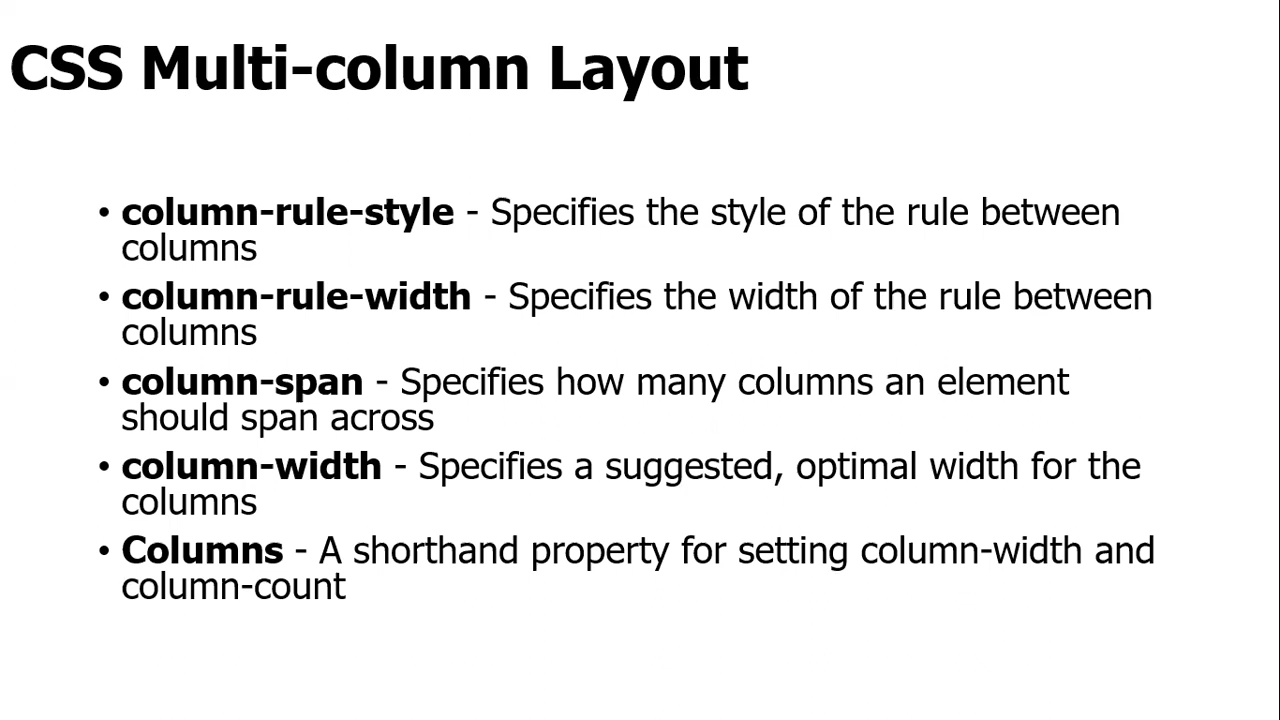 CSS Multi-column Layout
• column-rule-style - Specifies the style of the rule between
columns
• column-rule-width - Specifies the width of the rule between
columns
• column-span - Specifies how many columns an element
should span across
• column-width - Specifies a suggested, optimal width for the
columns
• Columns - A shorthand property for setting column-width and
column-count